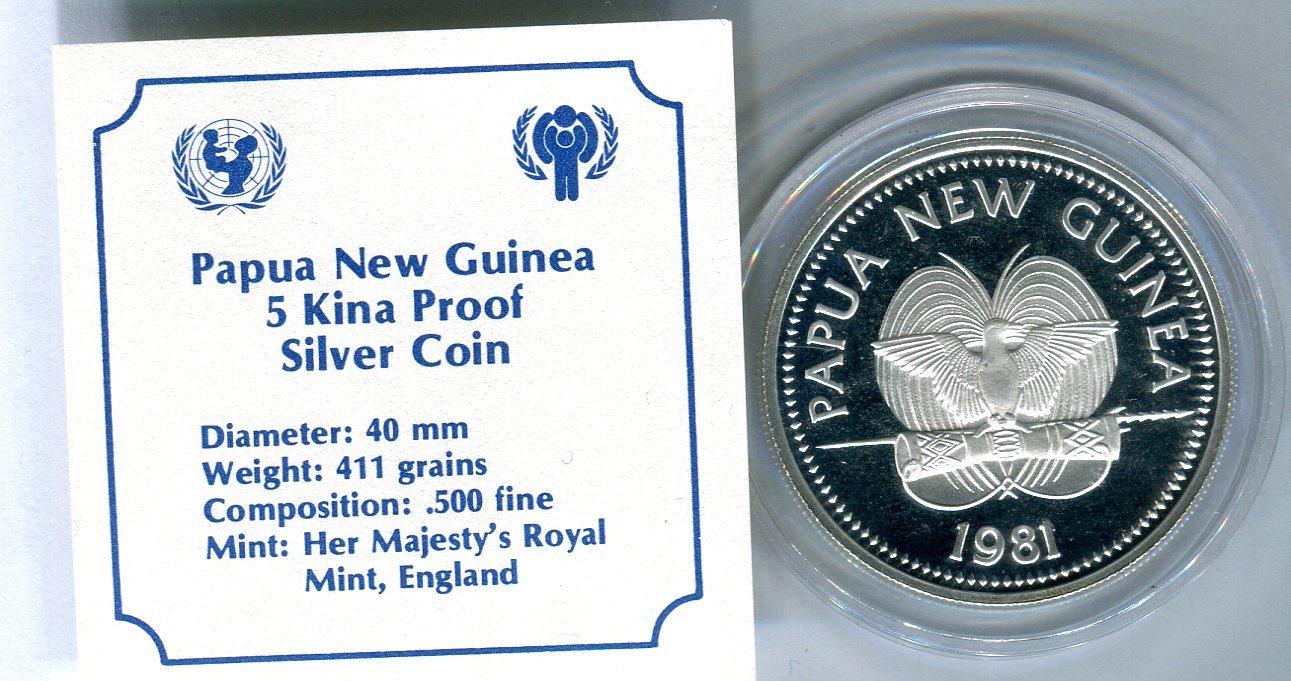 Papua New Guinea
5 Kina Proof
Silver Coin
Diameter: 40 mm
Weight: 411 grains
Composition: .500 fine
Mint: Her Majesty's Royal
Mint, England
PAPUA NEW GUINEA
1981